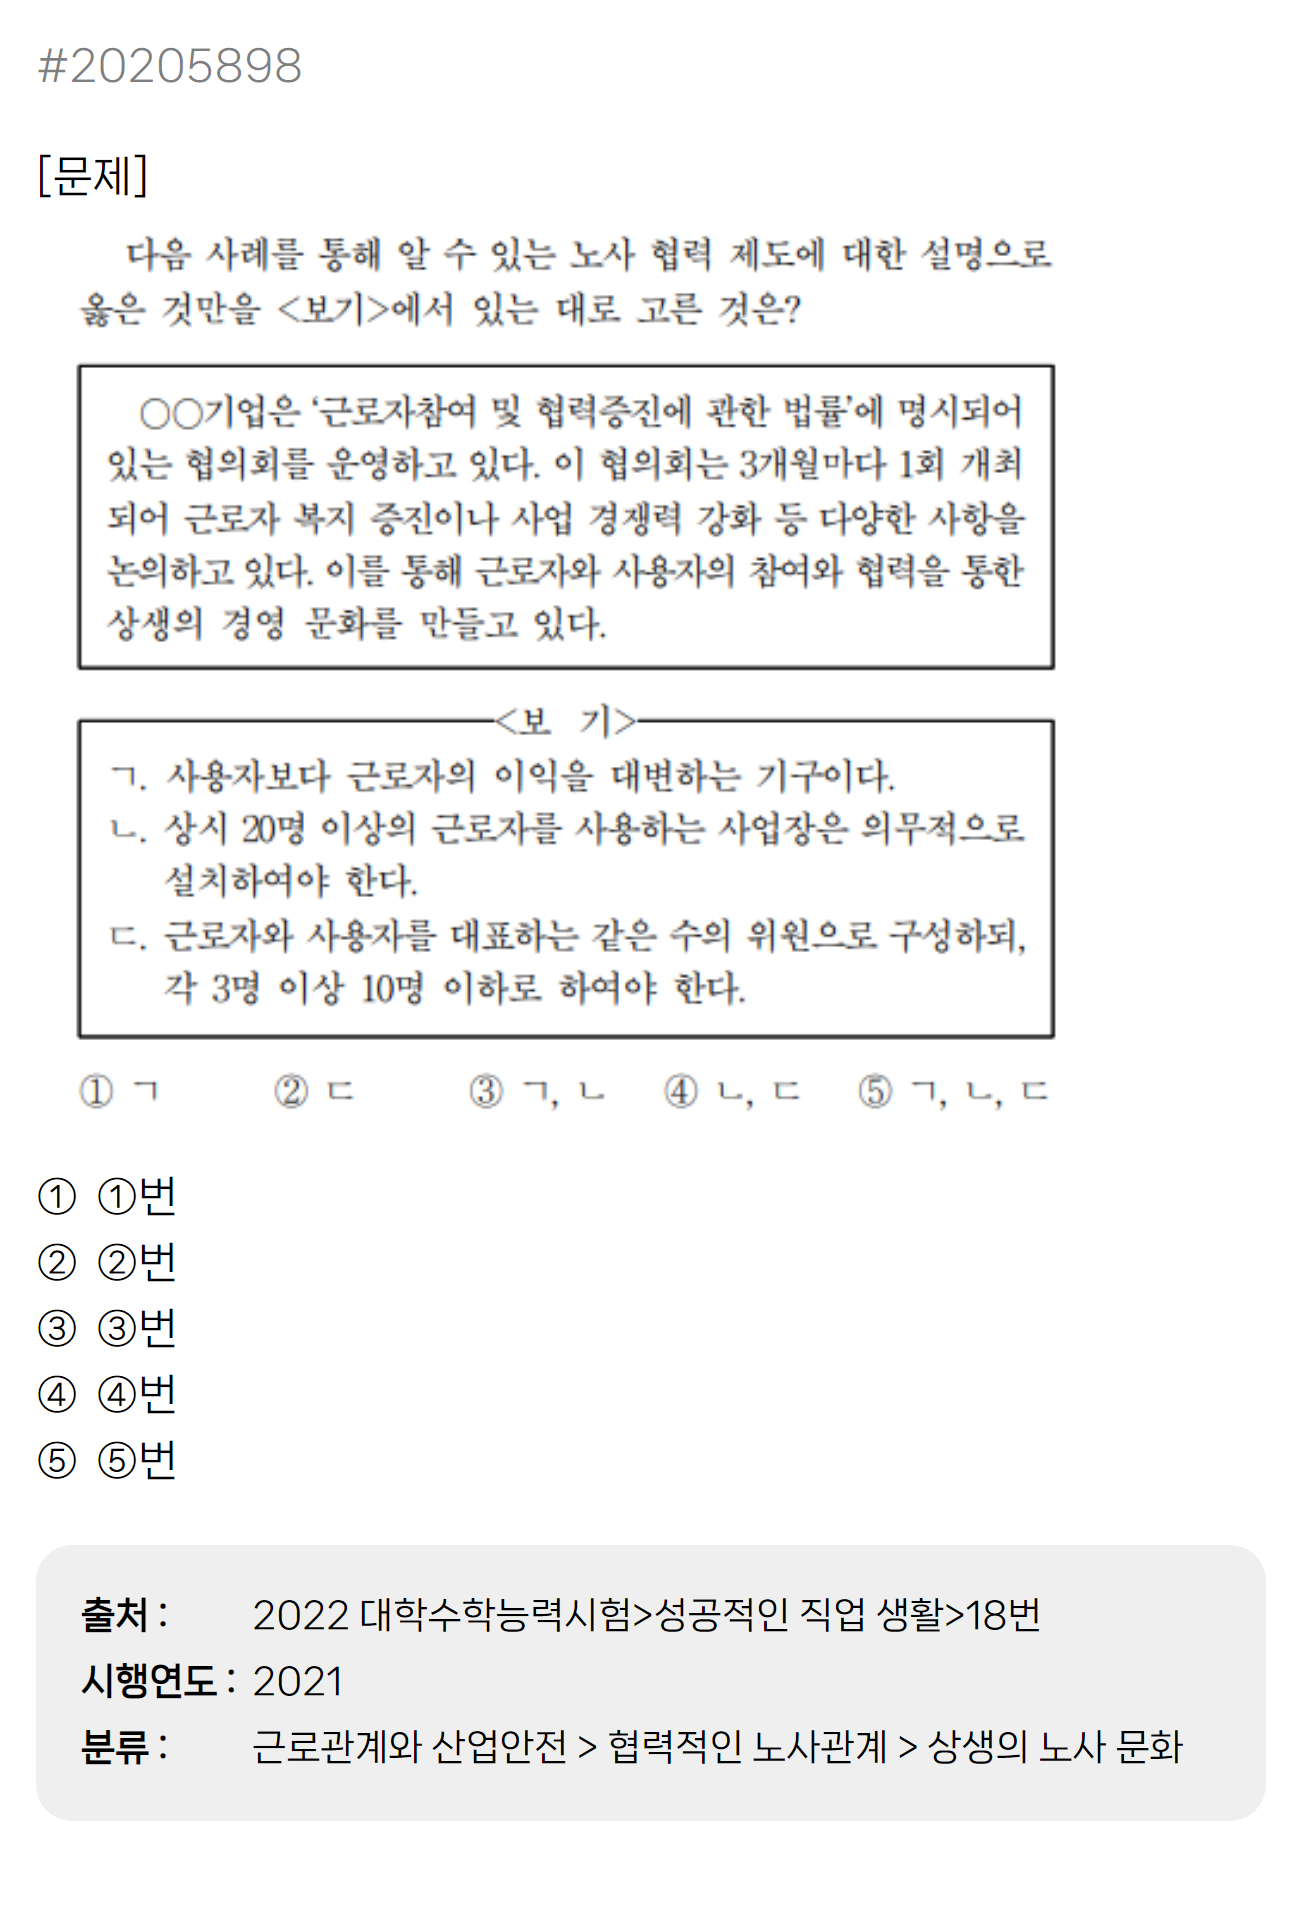 #20205898
[문제]
다음 사례를 통해 알 수 있는 노사 협력 제도에 대한 설명으로
옳은 것만을 <보기>에서 있는 대로 고른 것은?
○○기업은 '근로자참여 및 협력증진에 관한 법률'에 명시되어
있는 협의회를 운영하고 있다. 이 협의회는 3개월마다 1회 개최
되어 근로자 복지 증진이나 사업 경쟁력 강화 등 다양한 사항을
논의하고 있다. 이를 통해 근로자와 사용자의 참여와 협력을 통한
상생의 경영 문화를 만들고 있다.
<보 기>
ㄱ. 사용자보다 근로자의 이익을 대변하는 기구이다.
ㄴ. 상시 20명 이상의 근로자를 사용하는 사업장은 의무적으로
설치하여야 한다.
ㄷ. 근로자와 사용자를 대표하는 같은 수의 위원으로 구성하되,
각 3명 이상 10명 이하로 하여야 한다.
① ㄱ ② ㄷ ③ ㄱ, ㄴ ④ ㄴ, ㄷ ⑤ ㄱ, ㄴ, ㄷ
① ①번
② ②번
③ ③번
④ ④번
⑤ ⑤번
출처 : 2022 대학수학능력시험>성공적인 직업 생활>18번
시행연도 : 2021
분류 : 근로관계와 산업안전 > 협력적인 노사관계 > 상생의 노사 문화